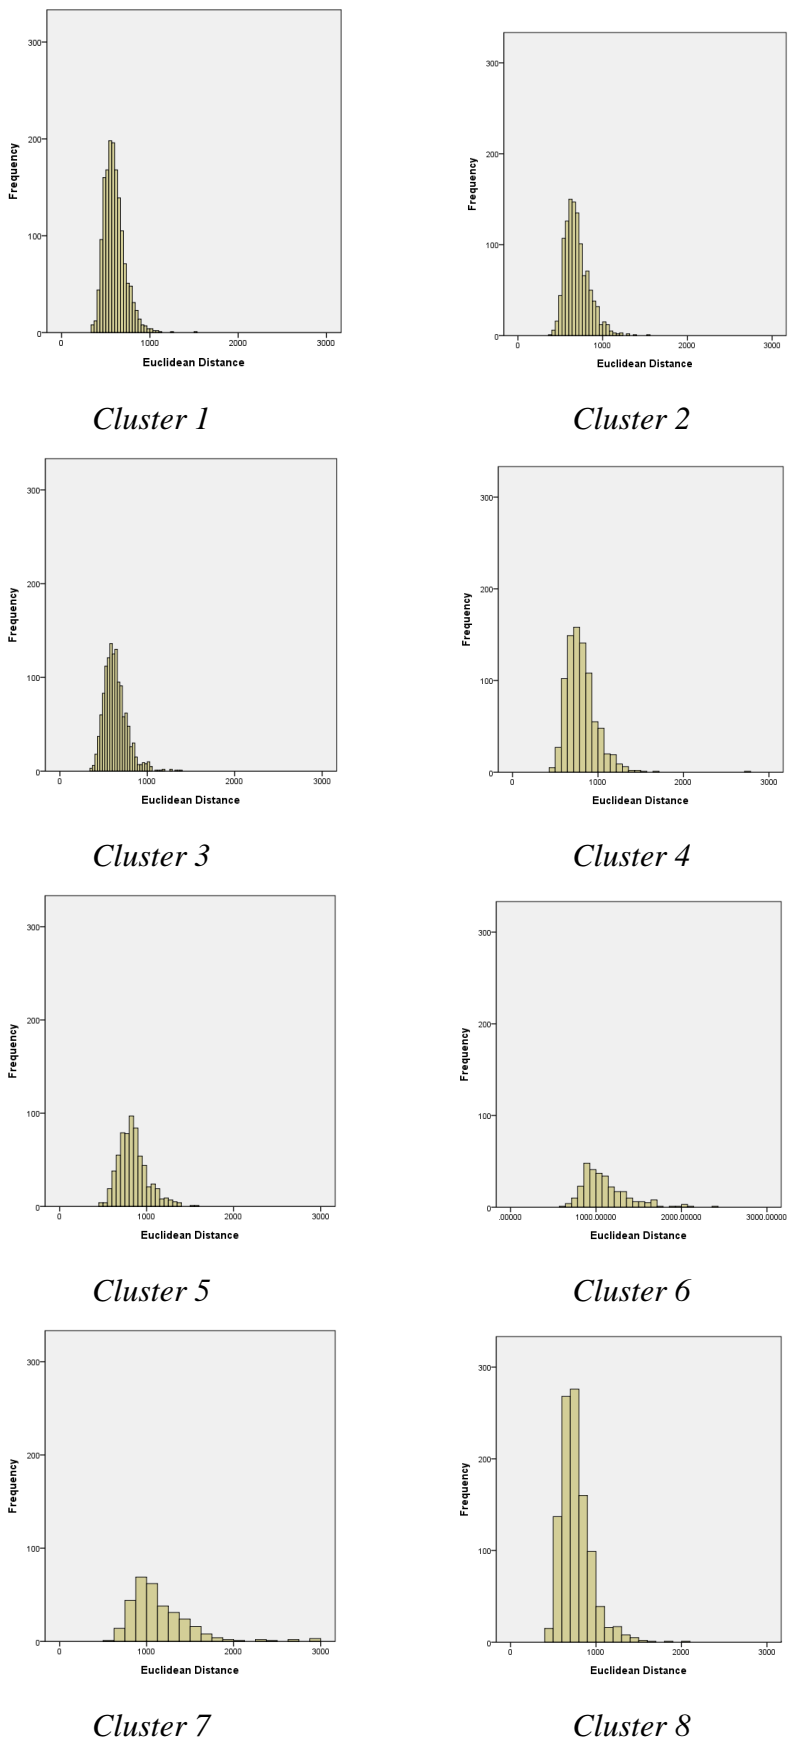 300
200
100
0
Frequency
0 1000 2000 3000
Euclidean Distance
Cluster 1
300
200
100
0
Frequency
0 1000 2000 3000
Euclidean Distance
Cluster 2
300
200
100
0
Frequency
0 1000 2000 3000
Euclidean Distance
Cluster 3
300
200
100
0
Frequency
0 1000 2000 3000
Euclidean Distance
Cluster 4
300
200
100
0
Frequency
0 1000 2000 3000
Euclidean Distance
Cluster 5
300
200
100
0
Frequency
.00000 1000.00000 2000.00000 3000.00000
Euclidean Distance
Cluster 6
300
200
100
0
Frequency
0 1000 2000 3000
Euclidean Distance
Cluster 7
300
200
100
0
Frequency
0 1000 2000 3000
Euclidean Distance
Cluster 8